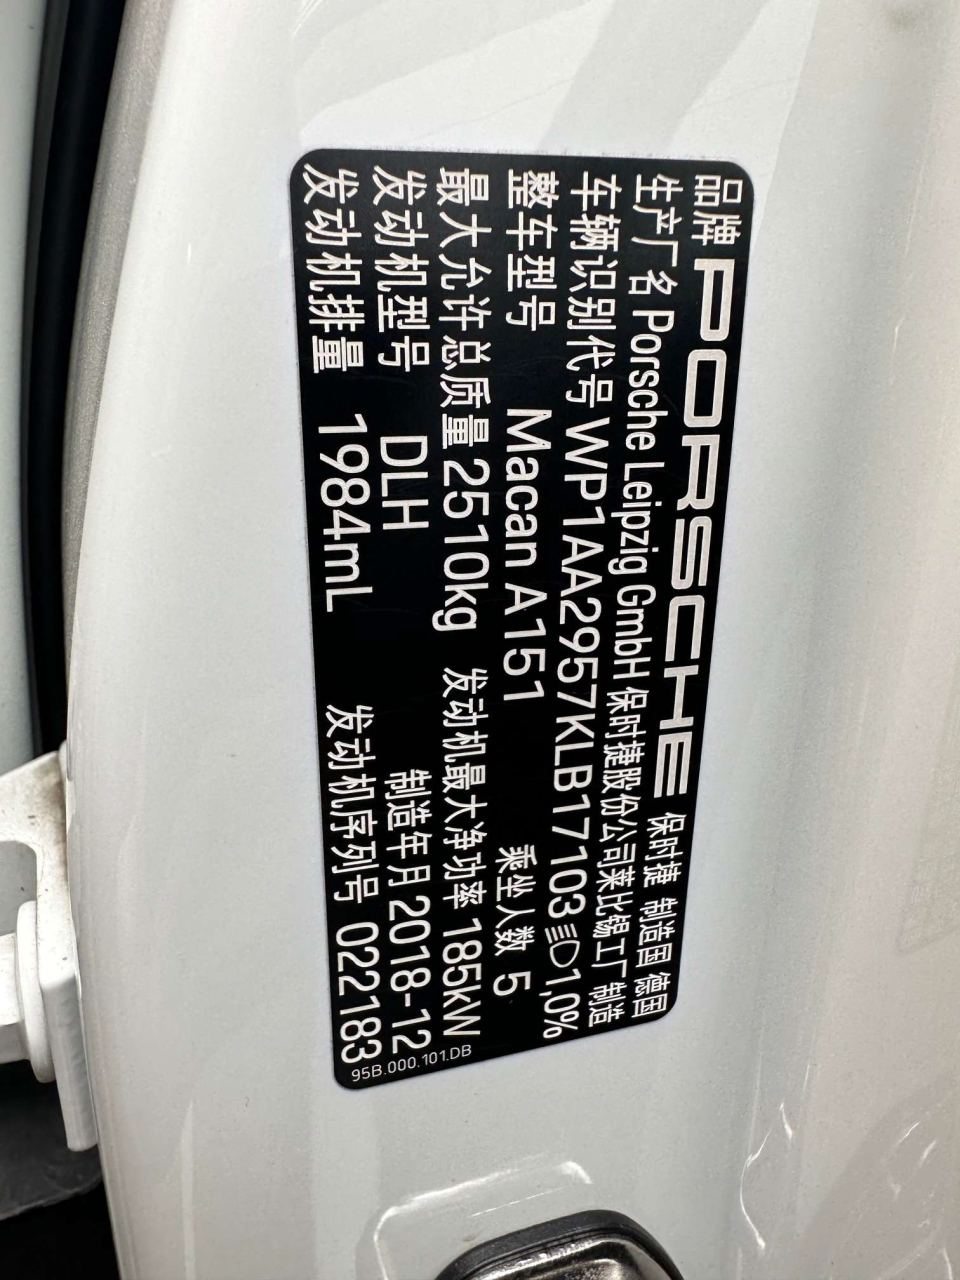 品牌 PORSCHE 保时捷 制造国 德国
生产厂名 Porsche Leipzig GmbH 保时捷股份公司莱比锡工厂 制造
车辆识别代号 WP1AA2957KLB17103 1,0%
整车型号 Macan A151 乘坐人数 5
最大允许总质量 2510kg 发动机最大净功率 185kW
发动机型号 DLH 制造年月 2018-12
发动机排量 1984mL 发动机序列号 022183
95B.000.101.DB